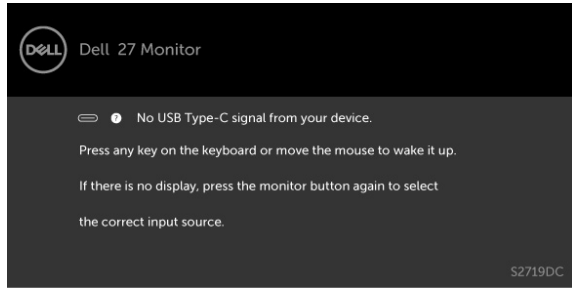 DELL Dell 27 Monitor
No USB Type-C signal from your device.
Press any key on the keyboard or move the mouse to wake it up.
If there is no display, press the monitor button again to select
the correct input source.
S2719DC